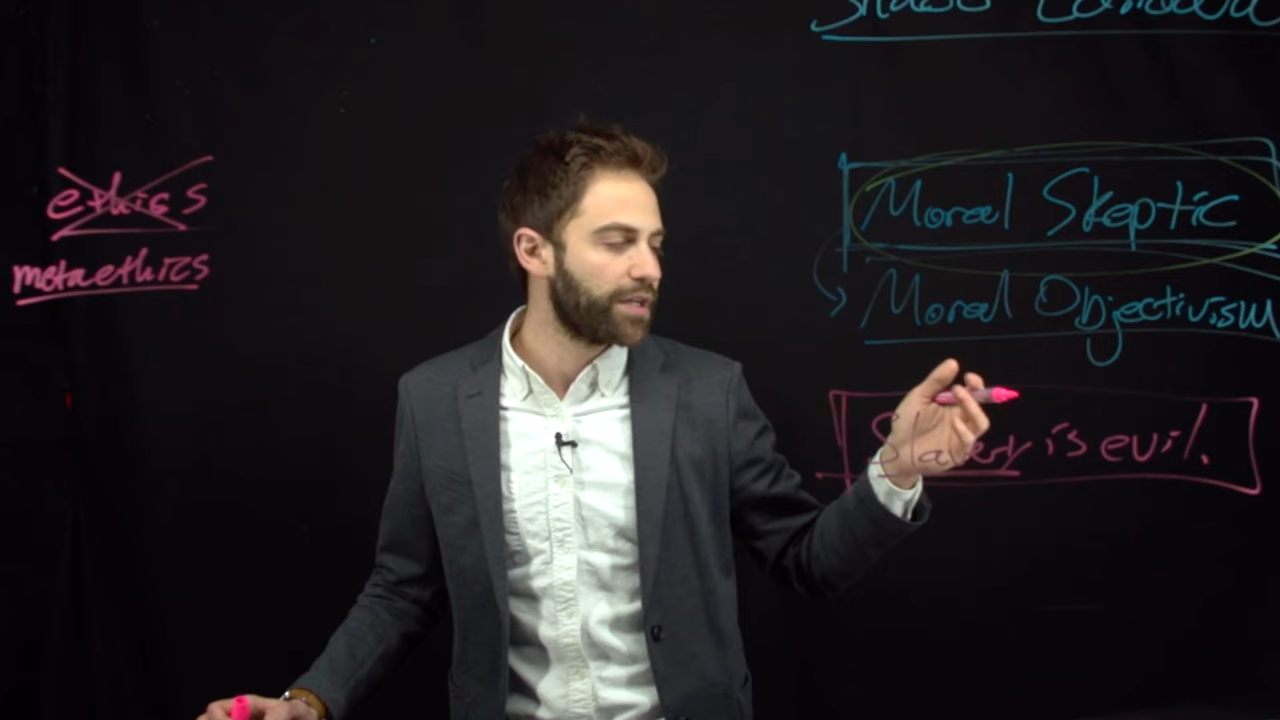 ethics
metaethics
Moral Skeptic
Moral Objectivism
Slavery is evil.